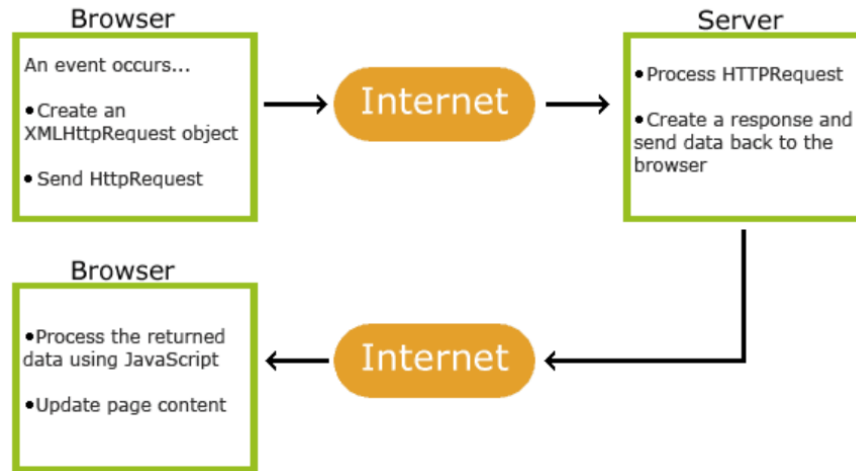 Browser
An event occurs...
•Create an
XMLHttpRequest object
• Send HttpRequest
Internet
Server
•Process HTTPRequest
•Create a response and
send data back to the
browser
Browser
•Process the returned
data using JavaScript
•Update page content
Internet